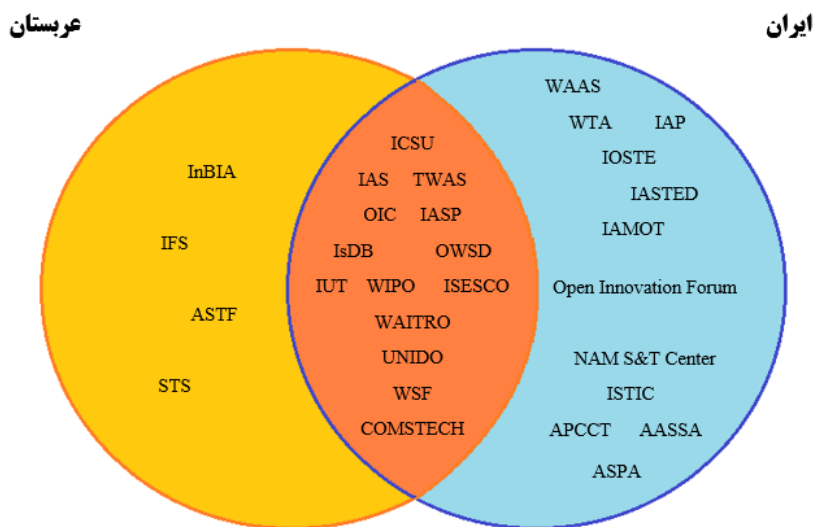 عربستان
ایران
InBIA
IFS
ASTF
STS
ICSU
IAS TWAS
OIC IASP
IsDB OWSD
IUT WIPO ISESCO
WAITRO
UNIDO
WSF
COMSTECH
WAAS
WTA IAP
IOSTE
IASTED
IAMOT
Open Innovation Forum
NAM S&T Center
ISTIC
APCCT AASSA
ASPA